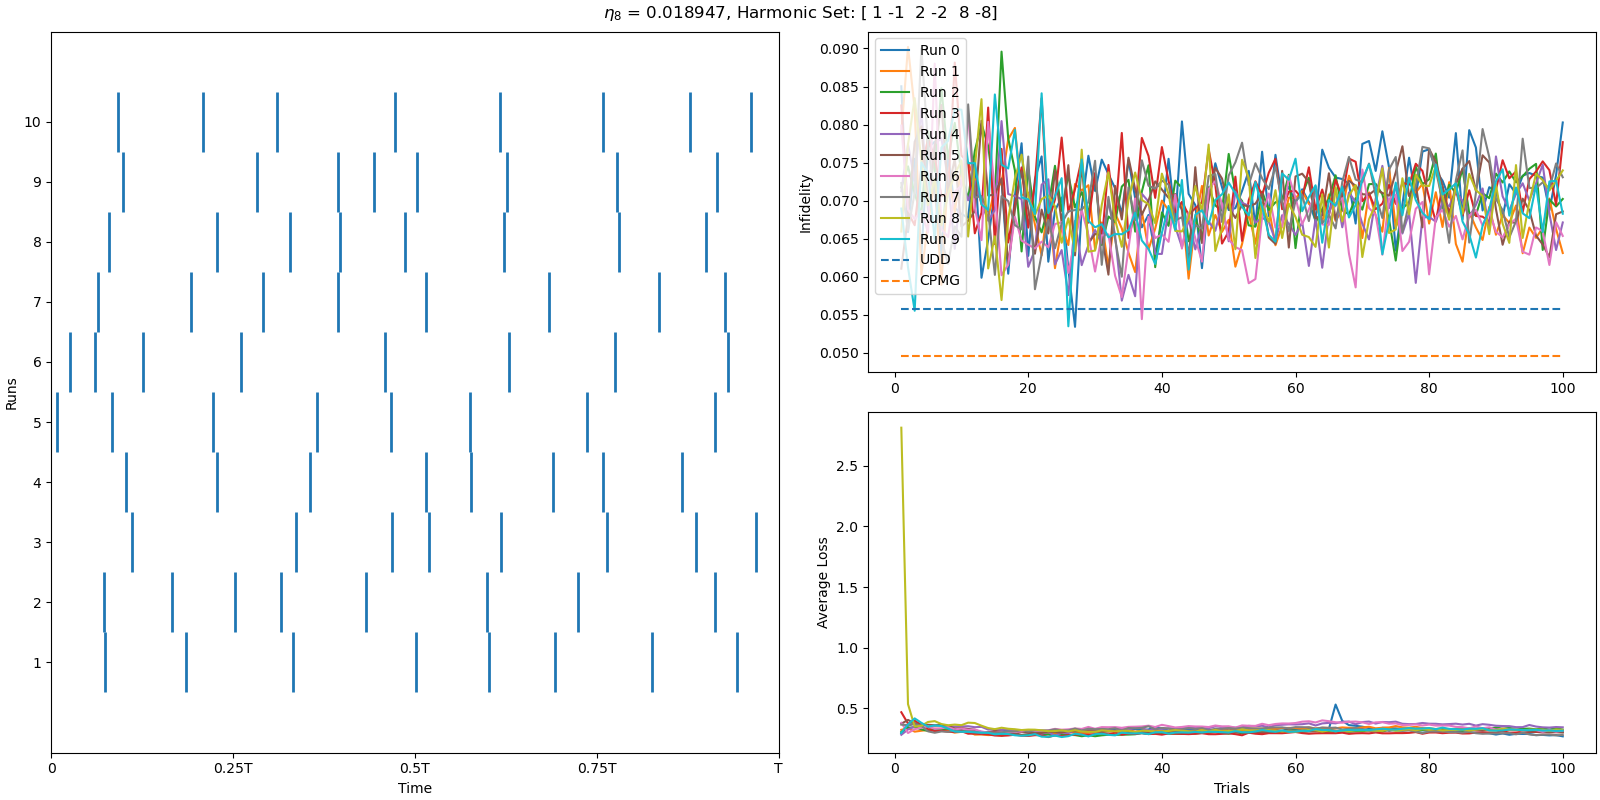 η8 = 0.018947, Harmonic Set: [ 1 -1  2 -2  8 -8]
Runs
10
9
8
7
6
5
4
3
2
1
0
0.25T
0.5T
0.75T
T
Time
Infidelity
0.090
0.085
0.080
0.075
0.070
0.065
0.060
0.055
0.050
Run 0
Run 1
Run 2
Run 3
Run 4
Run 5
Run 6
Run 7
Run 8
Run 9
UDD
CPMG
0
20
40
60
80
100
Average Loss
2.5
2.0
1.5
1.0
0.5
0
20
40
60
80
100
Trials